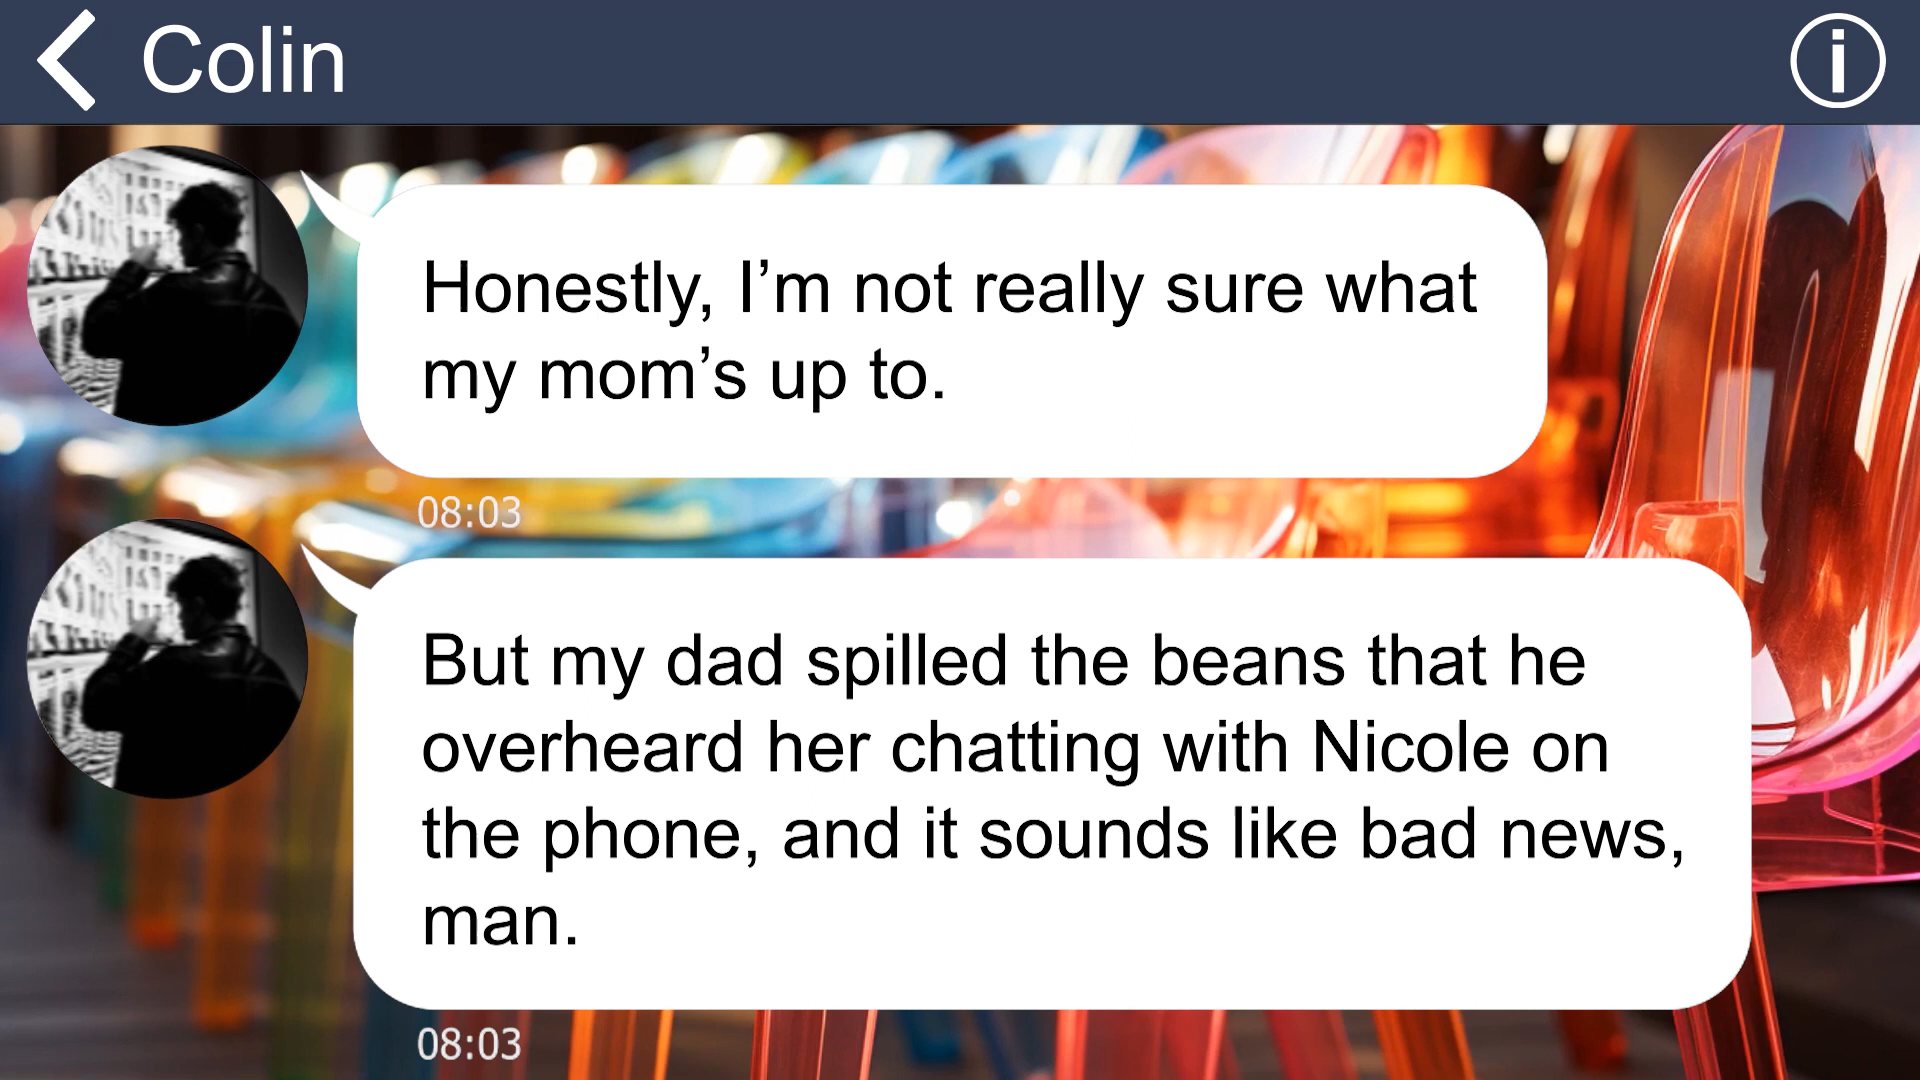 Colin
Honestly, I’m not really sure what
my mom’s up to.
08:03
But my dad spilled the beans that he
overheard her chatting with Nicole on
the phone, and it sounds like bad news,
man.
08:03